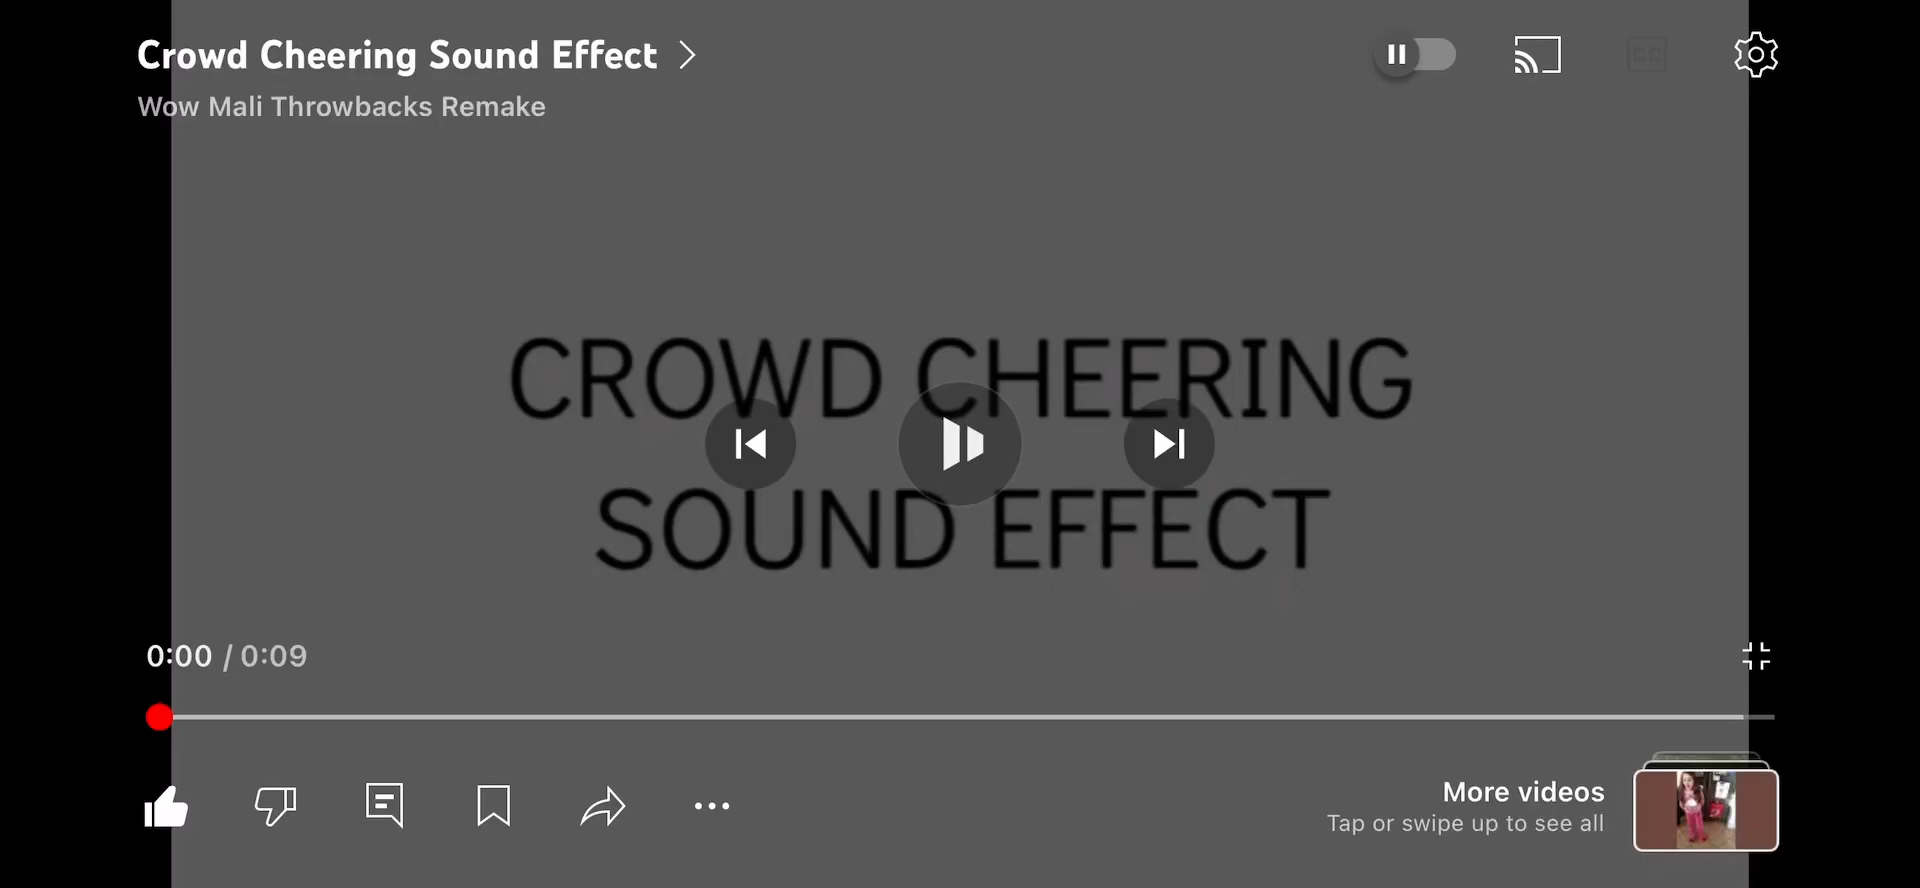 Crowd Cheering Sound Effect
Wow Mali Throwbacks Remake
CC
CROWD CHEERING
SOUND EFFECT
0:00 / 0:09
More videos
Tap or swipe up to see all